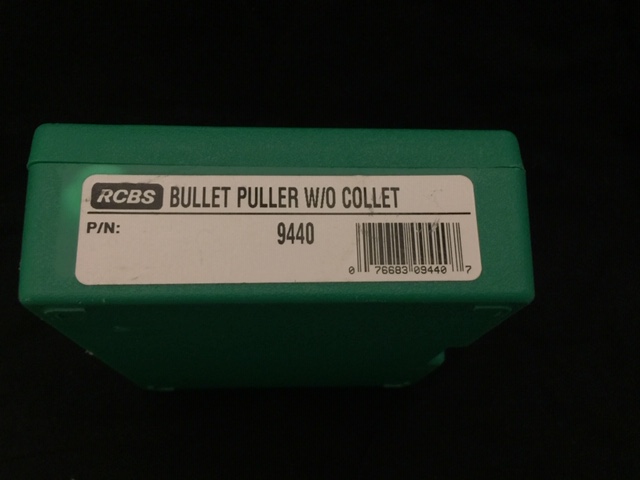 RCBS BULLET PULLER W/O COLLET
P/N: 9440
0 76683 09440 7